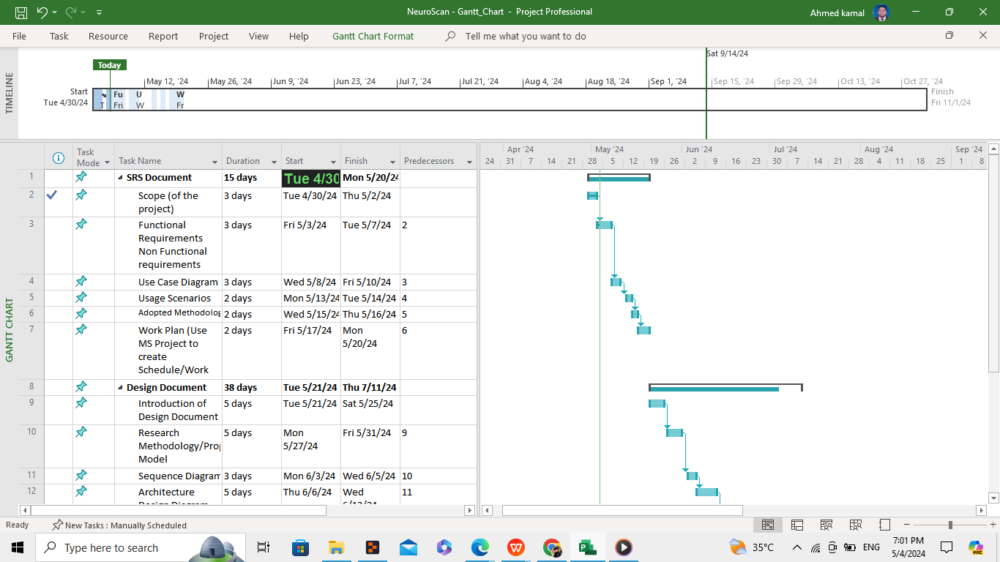 NeuroScan - Gantt_Chart - Project Professional
Ahmed kamal
File Task Resource Report Project View Help Gantt Chart Format Tell me what you want to do
TIMELINE
Sat 9/14/24
Today
May 12, '24 May 26, '24 Jun 9, '24 Jun 23, '24 Jul 7, '24 Jul 21, '24 Aug 4, '24 Aug 18, '24 Sep 1, '24 Sep 15, '24 Sep 29, '24 Oct 13, '24 Oct 27, '24
Start
Tue 4/30/24
Fu U W
T Fri W Fr
Finish
Fri 11/1/24
GANTT CHART
Task Mode Task Name Duration Start Finish Predecessors
Apr '24 May '24 Jun '24 Jul '24 Aug '24 Sep '24
24 31 7 14 21 28 5 12 19 26 2 9 16 23 30 7 14 21 28 4 11 18 25 1 8
1 SRS Document 15 days Tue 4/30 Mon 5/20/24
2 Scope (of the 3 days Tue 4/30/24 Thu 5/2/24
project)
3 Functional 3 days Fri 5/3/24 Tue 5/7/24 2
Requirements
Non Functional
requirements
4 Use Case Diagram 3 days Wed 5/8/24 Fri 5/10/24 3
5 Usage Scenarios 2 days Mon 5/13/24 Tue 5/14/24 4
6 Adopted Methodolog 2 days Wed 5/15/24 Thu 5/16/24 5
7 Work Plan (Use 2 days Fri 5/17/24 Mon 6
MS Project to 5/20/24
create
Schedule/Work
8 Design Document 38 days Tue 5/21/24 Thu 7/11/24
9 Introduction of 5 days Tue 5/21/24 Sat 5/25/24
Design Document
10 Research 5 days Mon Fri 5/31/24 9
Methodology/Prop 5/27/24
Model
11 Sequence Diagram 3 days Mon 6/3/24 Wed 6/5/24 10
12 Architecture 5 days Thu 6/6/24 Wed 11
Design Diagram 6/12/24
Ready New Tasks : Manually Scheduled
Type here to search
35°C
ENG
7:01 PM
5/4/2024
PRE